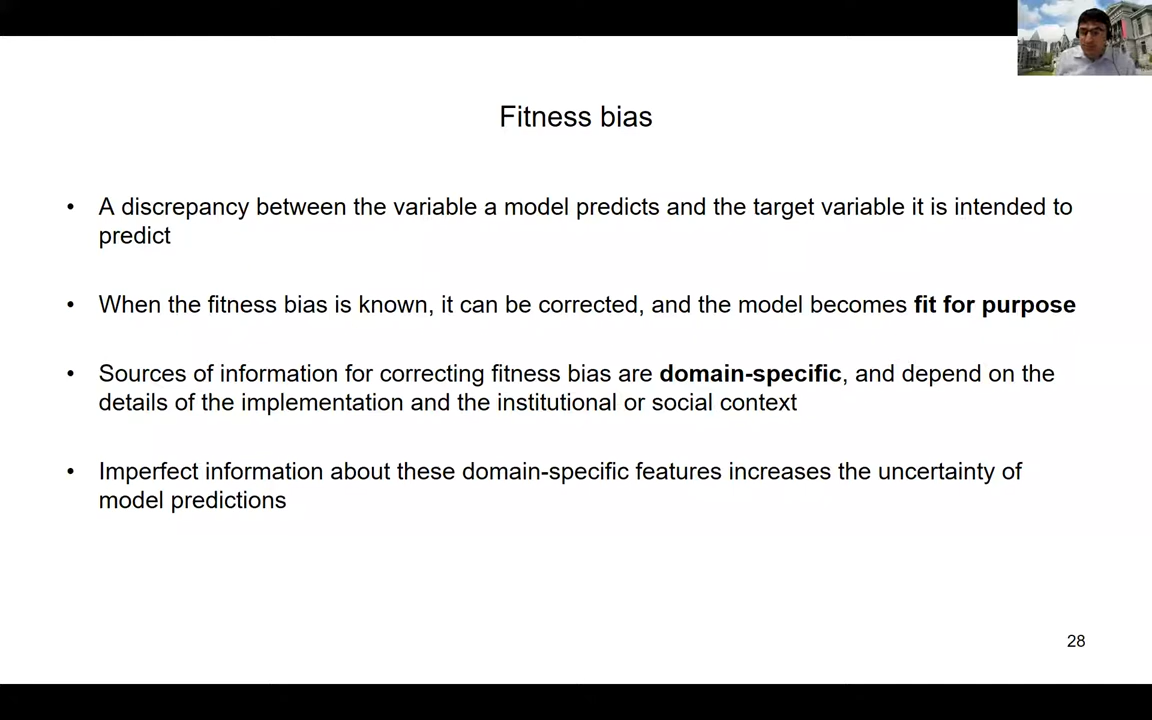 Fitness bias
• A discrepancy between the variable a model predicts and the target variable it is intended to
predict
• When the fitness bias is known, it can be corrected, and the model becomes fit for purpose
• Sources of information for correcting fitness bias are domain-specific, and depend on the
details of the implementation and the institutional or social context
• Imperfect information about these domain-specific features increases the uncertainty of
model predictions
28